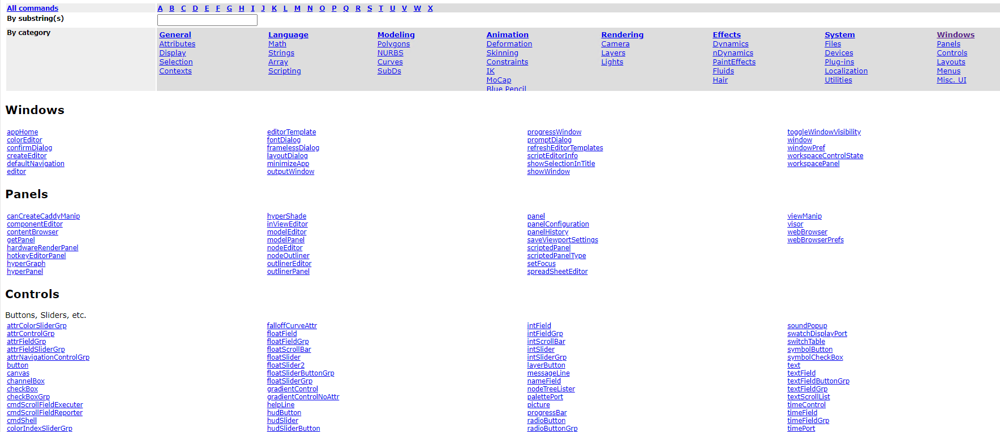 All commands A B C D E F G H I J K L M N O P Q R S T U V W X
By substring(s)
By category
General Language Modeling Animation Rendering Effects System Windows
Attributes Math Polygons Deformation Camera Dynamics Files Panels
Display Strings NURBS Skinning Layers nDynamics Devices Controls
Selection Array Curves Constraints Lights PaintEffects Plug-ins Layouts
Contexts Scripting SubDs IK Fluids Localization Menus
MoCap Hair Utilities Misc. UI
Blue Pencil
Windows
appHome editorTemplate progressWindow toggleWindowVisibility
colorEditor fontDialog promptDialog window
confirmDialog framelessDialog refreshEditorTemplates windowPref
createEditor layoutDialog scriptEditorInfo workspaceControlState
defaultNavigation minimizeApp showSelectionInTitle workspacePanel
editor outputWindow showWindow
Panels
canCreateCaddyManip hyperShade panel viewManip
componentEditor inViewEditor panelConfiguration visor
contentBrowser modelEditor panelHistory webBrowser
getPanel modelPanel saveViewportSettings webBrowserPrefs
hardwareRenderPanel nodeEditor scriptedPanel
hotkeyEditorPanel nodeOutliner scriptedPanelType
hyperGraph outlinerEditor setFocus
hyperPanel outlinerPanel spreadSheetEditor
Controls
Buttons, Sliders, etc.
attrColorSliderGrp falloffCurveAttr intField soundPopup
attrControlGrp floatField intFieldGrp swatchDisplayPort
attrFieldGrp floatFieldGrp intScrollBar switchTable
attrFieldSliderGrp floatScrollBar intSlider symbolButton
attrNavigationControlGrp floatSlider intSliderGrp symbolCheckBox
button floatSlider2 layerButton text
canvas floatSliderButtonGrp messageLine textField
channelBox floatSliderGrp nameField textFieldButtonGrp
checkBox gradientControl nodeTreeLister textFieldGrp
checkBoxGrp gradientControlNoAttr palettePort textScrollList
cmdScrollFieldExecuter helpLine picture timeControl
cmdScrollFieldReporter hudButton progressBar timeField
cmdShell hudSlider radioButton timeFieldGrp
colorIndexSliderGrp hudSliderButton radioButtonGrp timePort